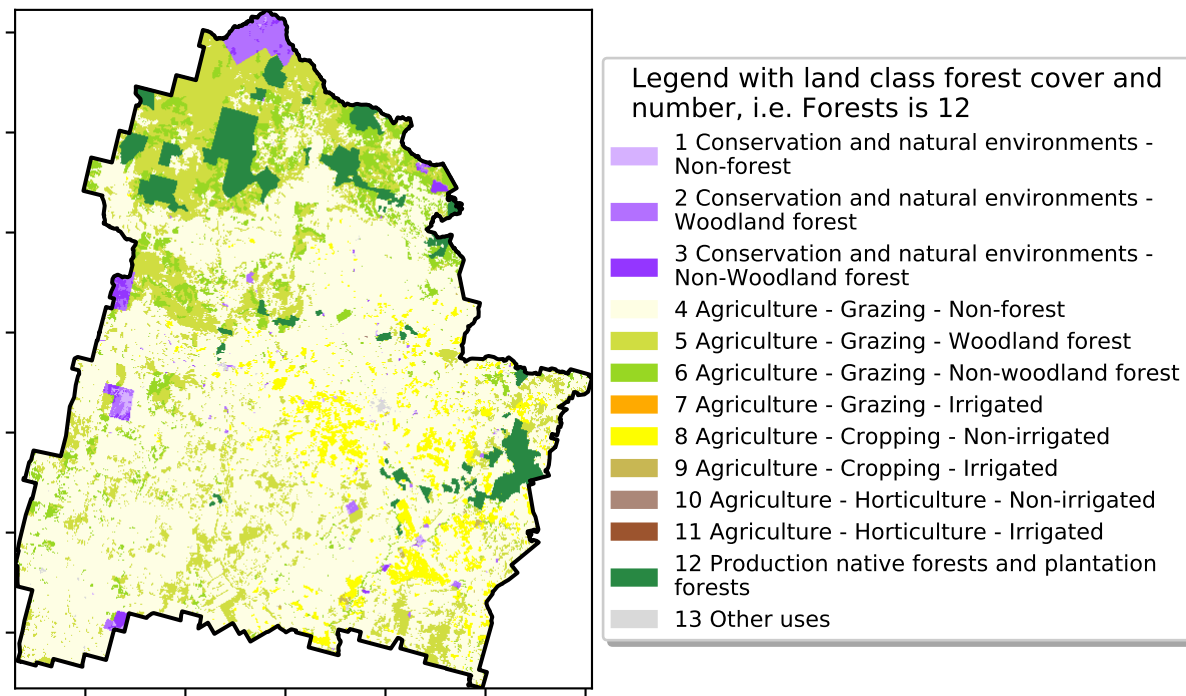 Legend with land class forest cover and
number, i.e. Forests is 12
1 Conservation and natural environments -
Non-forest
2 Conservation and natural environments -
Woodland forest
3 Conservation and natural environments -
Non-Woodland forest
4 Agriculture - Grazing - Non-forest
5 Agriculture - Grazing - Woodland forest
6 Agriculture - Grazing - Non-woodland forest
7 Agriculture - Grazing - Irrigated
8 Agriculture - Cropping - Non-irrigated
9 Agriculture - Cropping - Irrigated
10 Agriculture - Horticulture - Non-irrigated
11 Agriculture - Horticulture - Irrigated
12 Production native forests and plantation
forests
13 Other uses